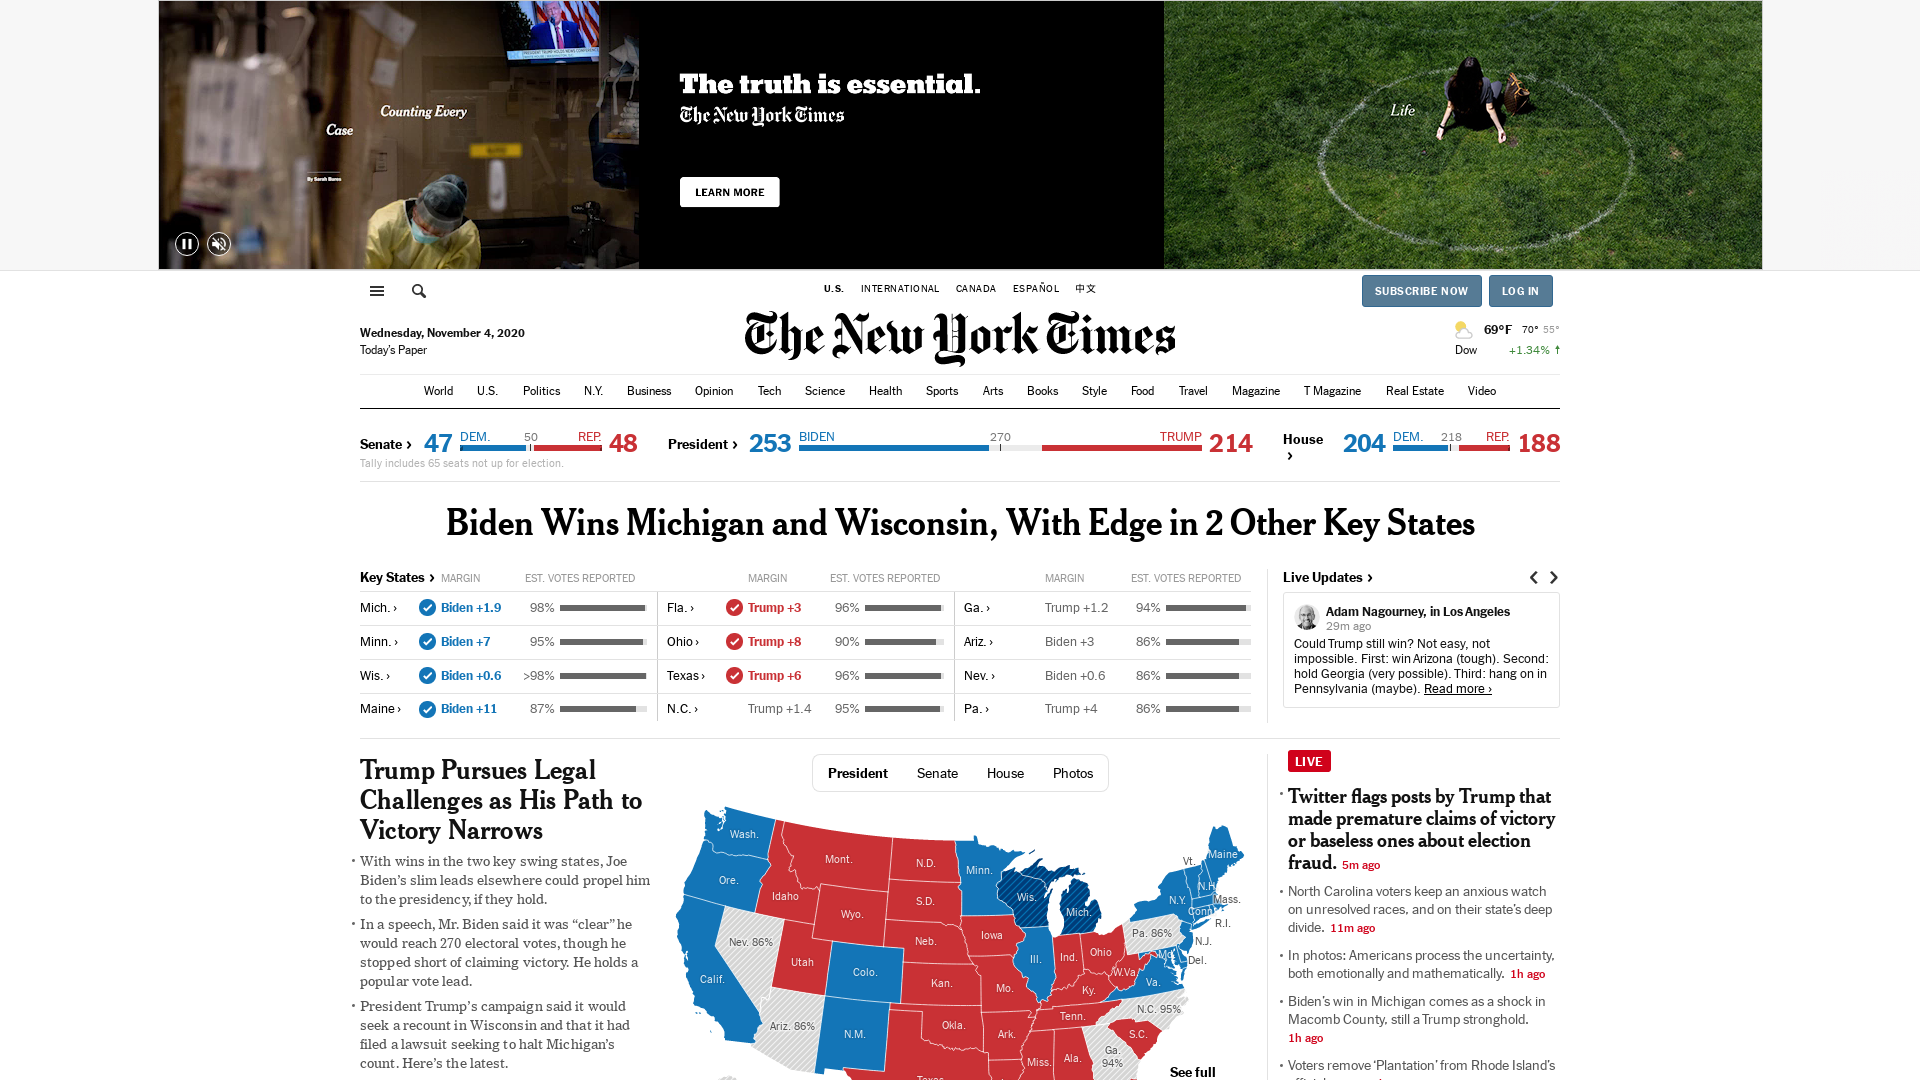 Counting Every
Case
By Sarah Bures
The truth is essential.
The New York Times
LEARN MORE
Life
U.S. INTERNATIONAL CANADA ESPAÑOL 中文
SUBSCRIBE NOW LOG IN
Wednesday, November 4, 2020
Today's Paper
The New York Times
69°F 70° 55°
Dow +1.34% ↑
World U.S. Politics N.Y. Business Opinion Tech Science Health Sports Arts Books Style Food Travel Magazine T Magazine Real Estate Video
Senate › 47 DEM. 50 REP. 48
Tally includes 65 seats not up for election.
President › 253 BIDEN 270 TRUMP 214
House › 204 DEM. 218 REP. 188
Biden Wins Michigan and Wisconsin, With Edge in 2 Other Key States
Key States › MARGIN EST. VOTES REPORTED MARGIN EST. VOTES REPORTED MARGIN EST. VOTES REPORTED
Mich. › Biden +1.9 98% Fla. › Trump +3 96% Ga. › Trump +1.2 94%
Minn. › Biden +7 95% Ohio › Trump +8 90% Ariz. › Biden +3 86%
Wis. › Biden +0.6 >98% Texas › Trump +6 96% Nev. › Biden +0.6 86%
Maine › Biden +11 87% N.C. › Trump +1.4 95% Pa. › Trump +4 86%
Live Updates ›
Adam Nagourney, in Los Angeles
29m ago
Could Trump still win? Not easy, not
impossible. First: win Arizona (tough). Second:
hold Georgia (very possible). Third: hang on in
Pennsylvania (maybe). Read more ›
Trump Pursues Legal
Challenges as His Path to
Victory Narrows
• With wins in the two key swing states, Joe
Biden's slim leads elsewhere could propel him
to the presidency, if they hold.
• In a speech, Mr. Biden said it was “clear” he
would reach 270 electoral votes, though he
stopped short of claiming victory. He holds a
popular vote lead.
• President Trump's campaign said it would
seek a recount in Wisconsin and that it had
filed a lawsuit seeking to halt Michigan's
count. Here's the latest.
President Senate House Photos
Wash.
Mont.
N.D.
Minn.
Vt.
Maine
Ore.
Idaho
S.D.
Wis.
N.H.
Wyo.
Mich.
N.Y.
Mass.
Conn.
R.I.
Nev. 86%
Neb.
Iowa
Pa. 86%
N.J.
Utah
Colo.
Ill.
Ind.
Ohio
Md.
Del.
Calif.
Kan.
Mo.
W.Va.
Va.
Ky.
Ariz. 86%
N.M.
Okla.
Ark.
Tenn.
N.C. 95%
S.C.
Miss.
Ala.
Ga.
94%
Texas
See full
LIVE
• Twitter flags posts by Trump that
made premature claims of victory
or baseless ones about election
fraud. 5m ago
• North Carolina voters keep an anxious watch
on unresolved races, and on their state's deep
divide. 11m ago
• In photos: Americans process the uncertainty,
both emotionally and mathematically. 1h ago
• Biden's win in Michigan comes as a shock in
Macomb County, still a Trump stronghold.
1h ago
• Voters remove ‘Plantation’ from Rhode Island's